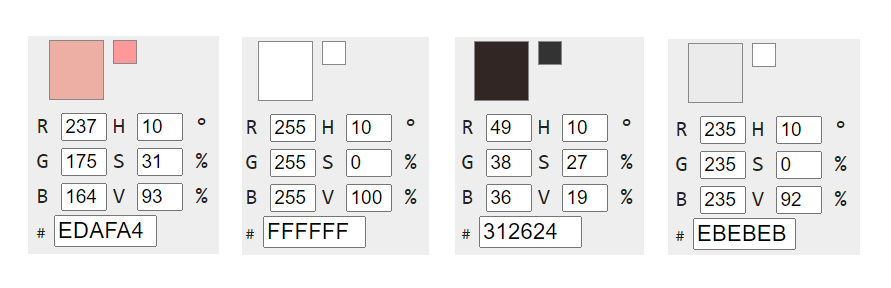 R 237 H 10 °
G 175 S 31 %
B 164 V 93 %
# EDAFA4
R 255 H 10 °
G 255 S 0 %
B 255 V 100 %
# FFFFFF
R 49 H 10 °
G 38 S 27 %
B 36 V 19 %
# 312624
R 235 H 10 °
G 235 S 0 %
B 235 V 92 %
# EBEBEB